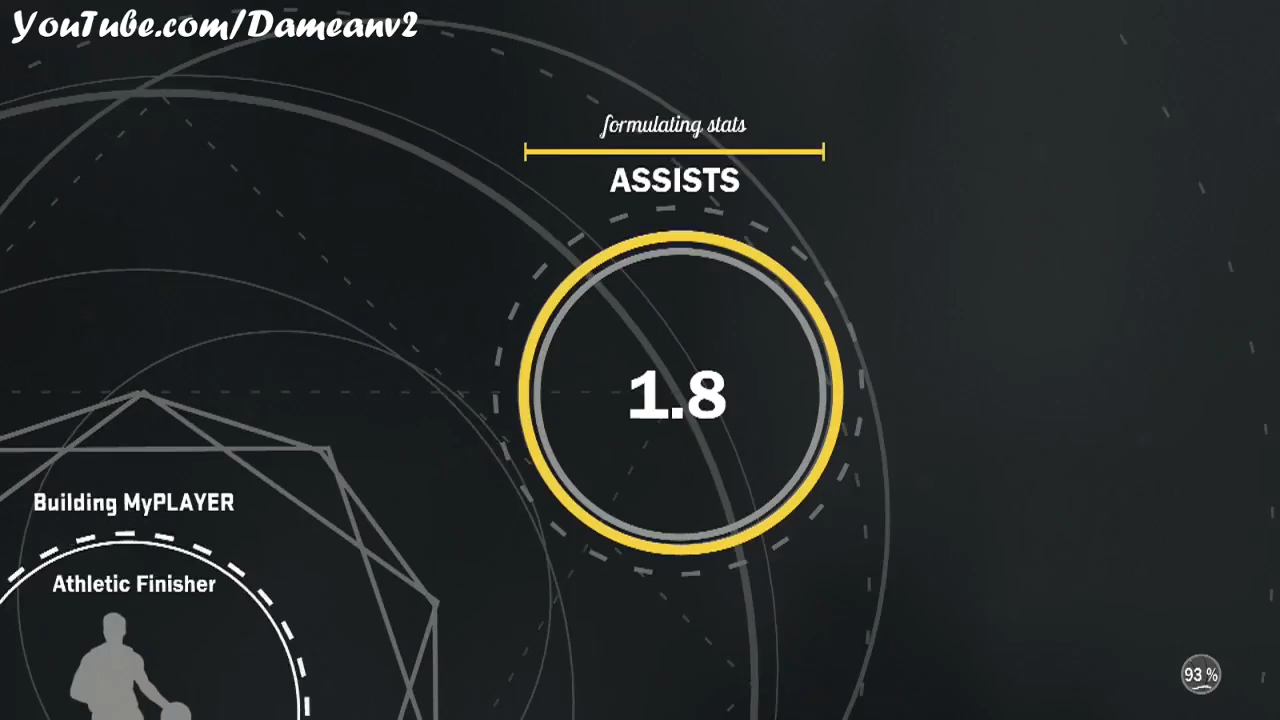 YouTube.com/Dameanv2
formulating stats
ASSISTS
1.8
Building MyPLAYER
Athletic Finisher
93 %